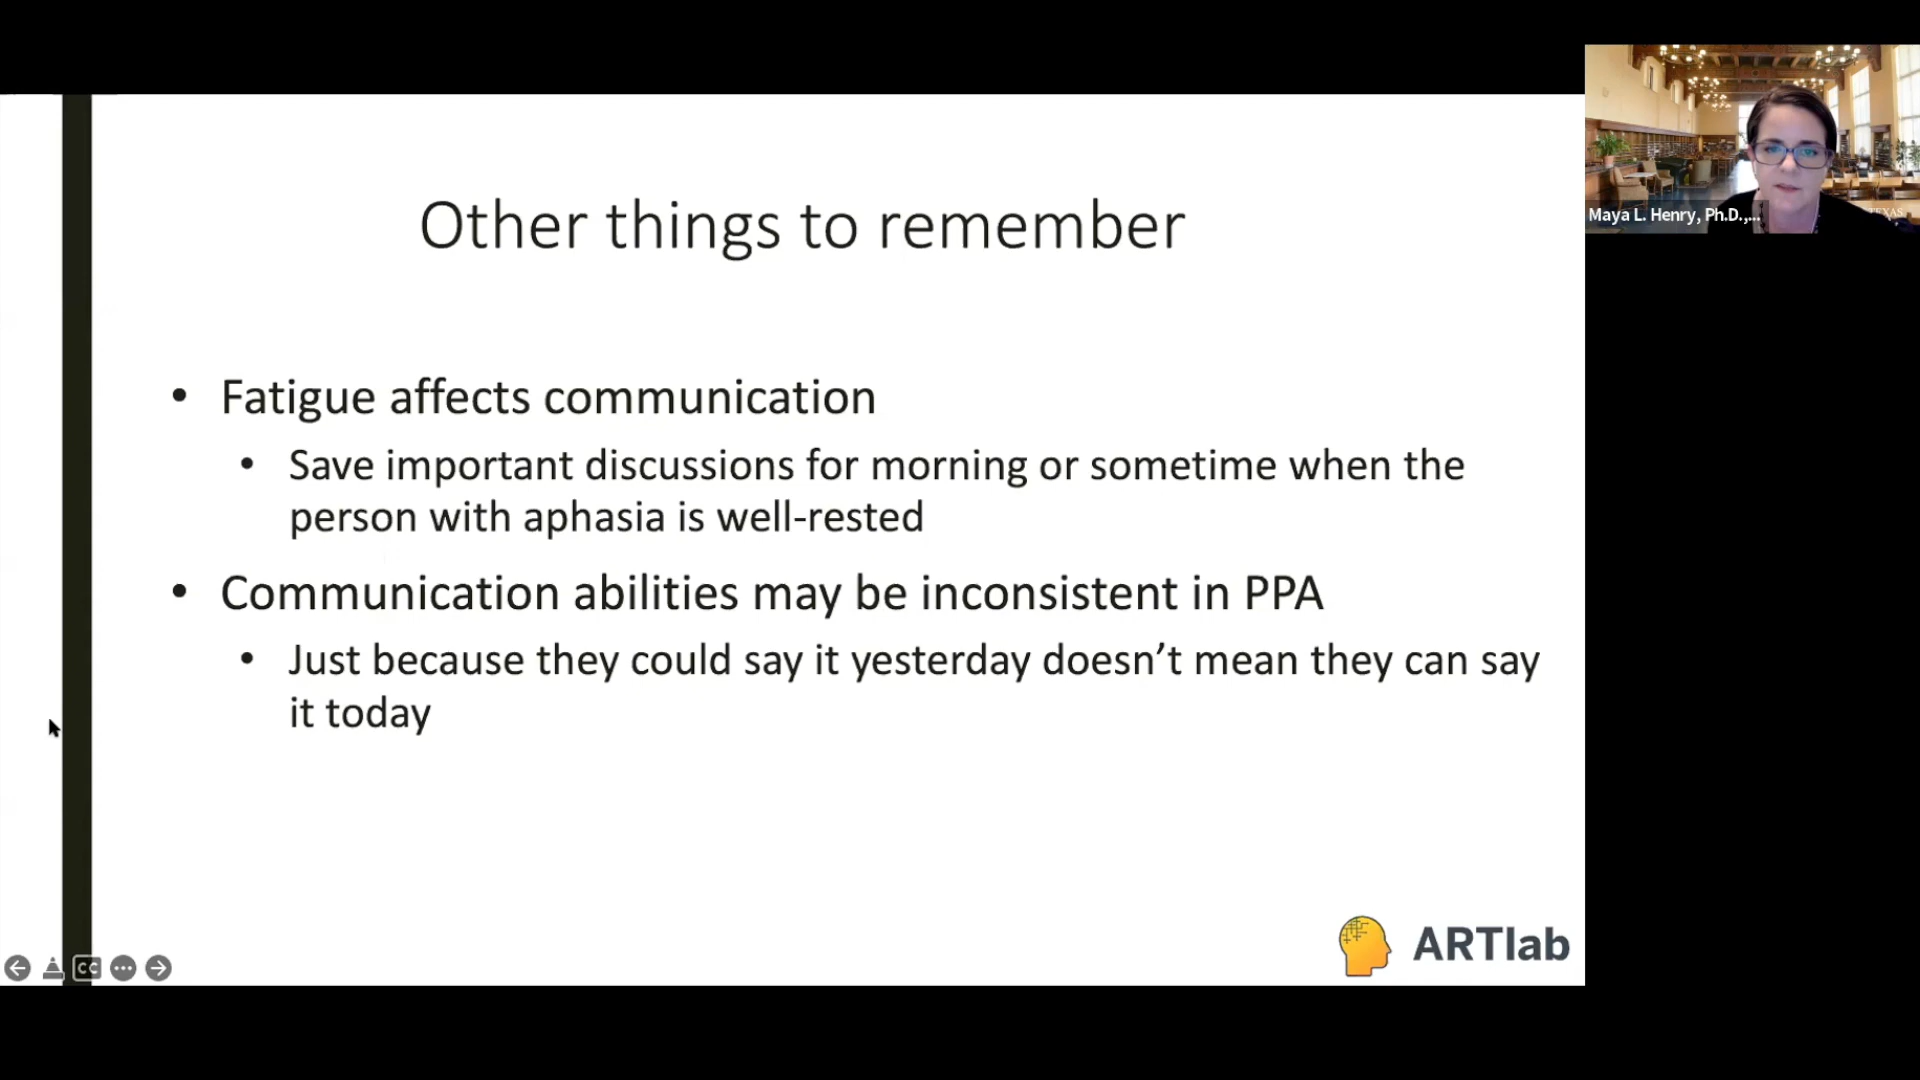 Other things to remember
• Fatigue affects communication
• Save important discussions for morning or sometime when the
person with aphasia is well-rested
• Communication abilities may be inconsistent in PPA
• Just because they could say it yesterday doesn’t mean they can say
it today
ARTlab
CC
Maya L. Henry, Ph.D.,...
TEXAS